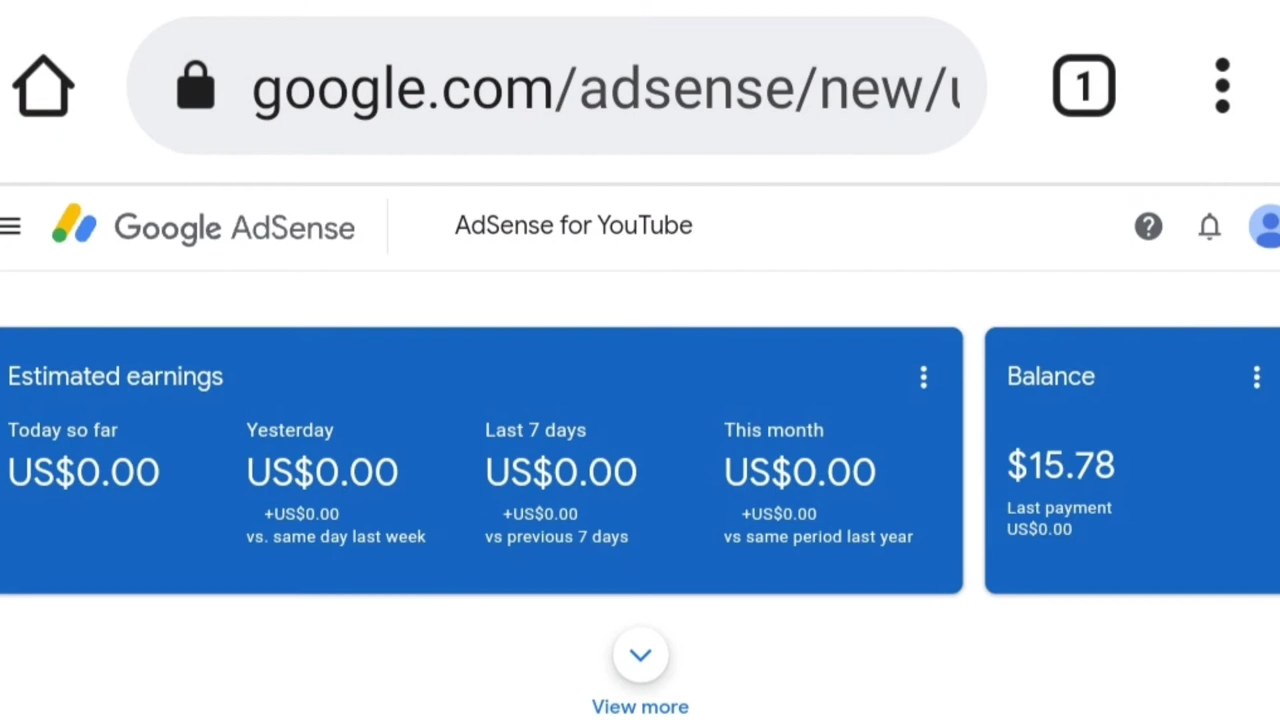 google.com/adsense/new/
1
Google AdSense
AdSense for YouTube
Estimated earnings
Today so far
US$0.00
Yesterday
US$0.00
+US$0.00
vs. same day last week
Last 7 days
US$0.00
+US$0.00
vs previous 7 days
This month
US$0.00
+US$0.00
vs same period last year
Balance
$15.78
Last payment
US$0.00
View more